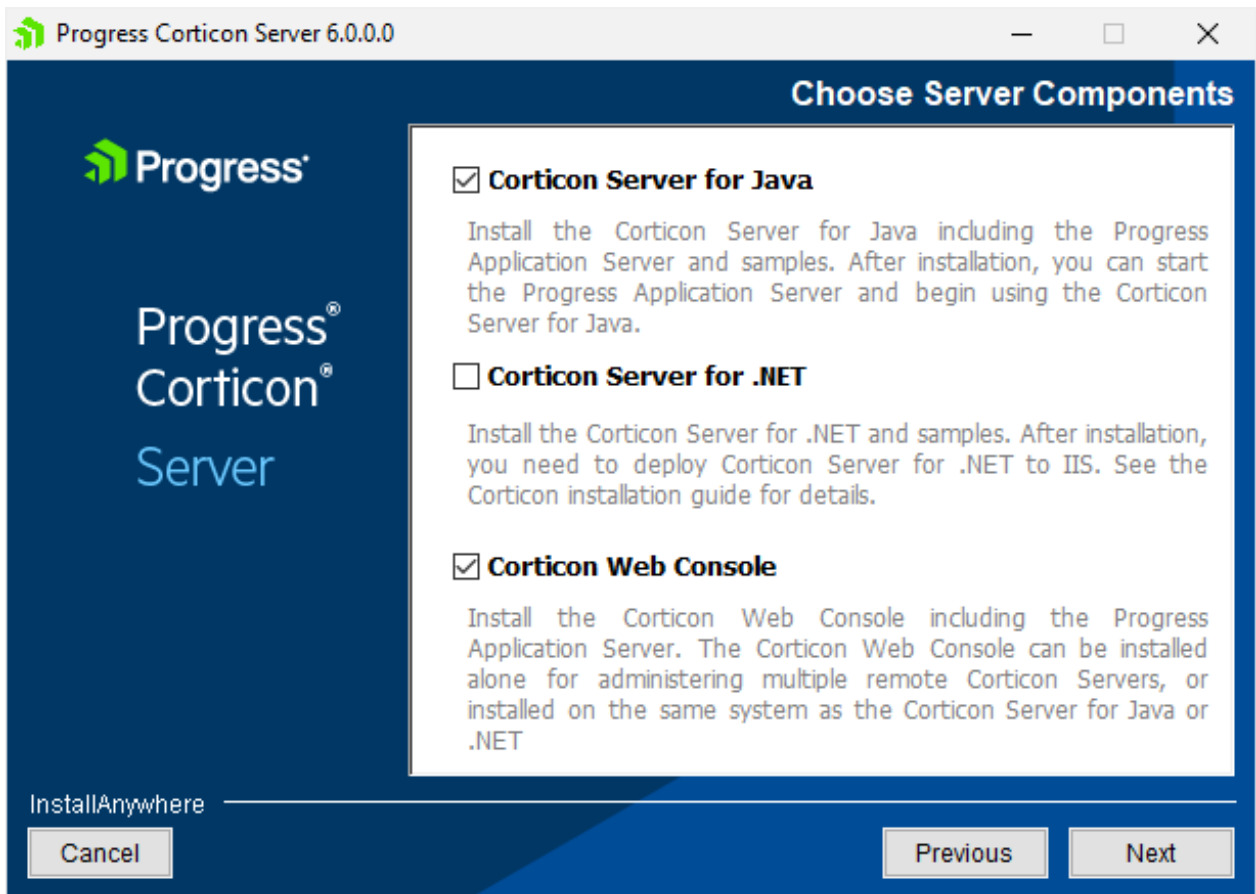 Progress Corticon Server 6.0.0.0
Choose Server Components
Progress
Progress®
Corticon®
Server
Corticon Server for Java
Install the Corticon Server for Java including the Progress
Application Server and samples. After installation, you can start
the Progress Application Server and begin using the Corticon
Server for Java.
Corticon Server for .NET
Install the Corticon Server for .NET and samples. After installation,
you need to deploy Corticon Server for .NET to IIS. See the
Corticon installation guide for details.
Corticon Web Console
Install the Corticon Web Console including the Progress
Application Server. The Corticon Web Console can be installed
alone for administering multiple remote Corticon Servers, or
installed on the same system as the Corticon Server for Java or
.NET
InstallAnywhere
Cancel
Previous
Next